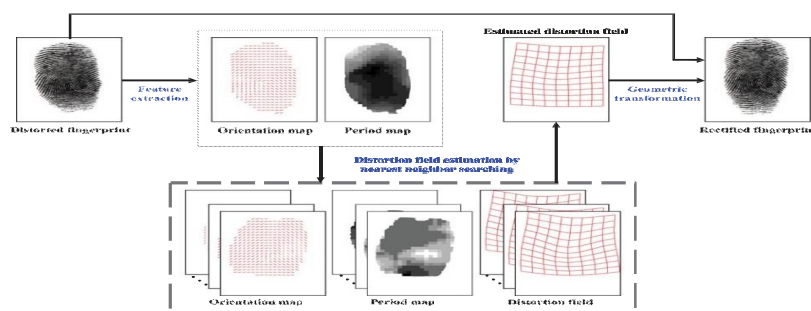 Estimated distortion field
Feature
extraction
Geometric
transformation
Distorted fingerprint
Orientation map
Period map
Rectified fingerprint
Distortion field estimation by
nearest neighbor searching
Orientation map
Period map
Distortion field